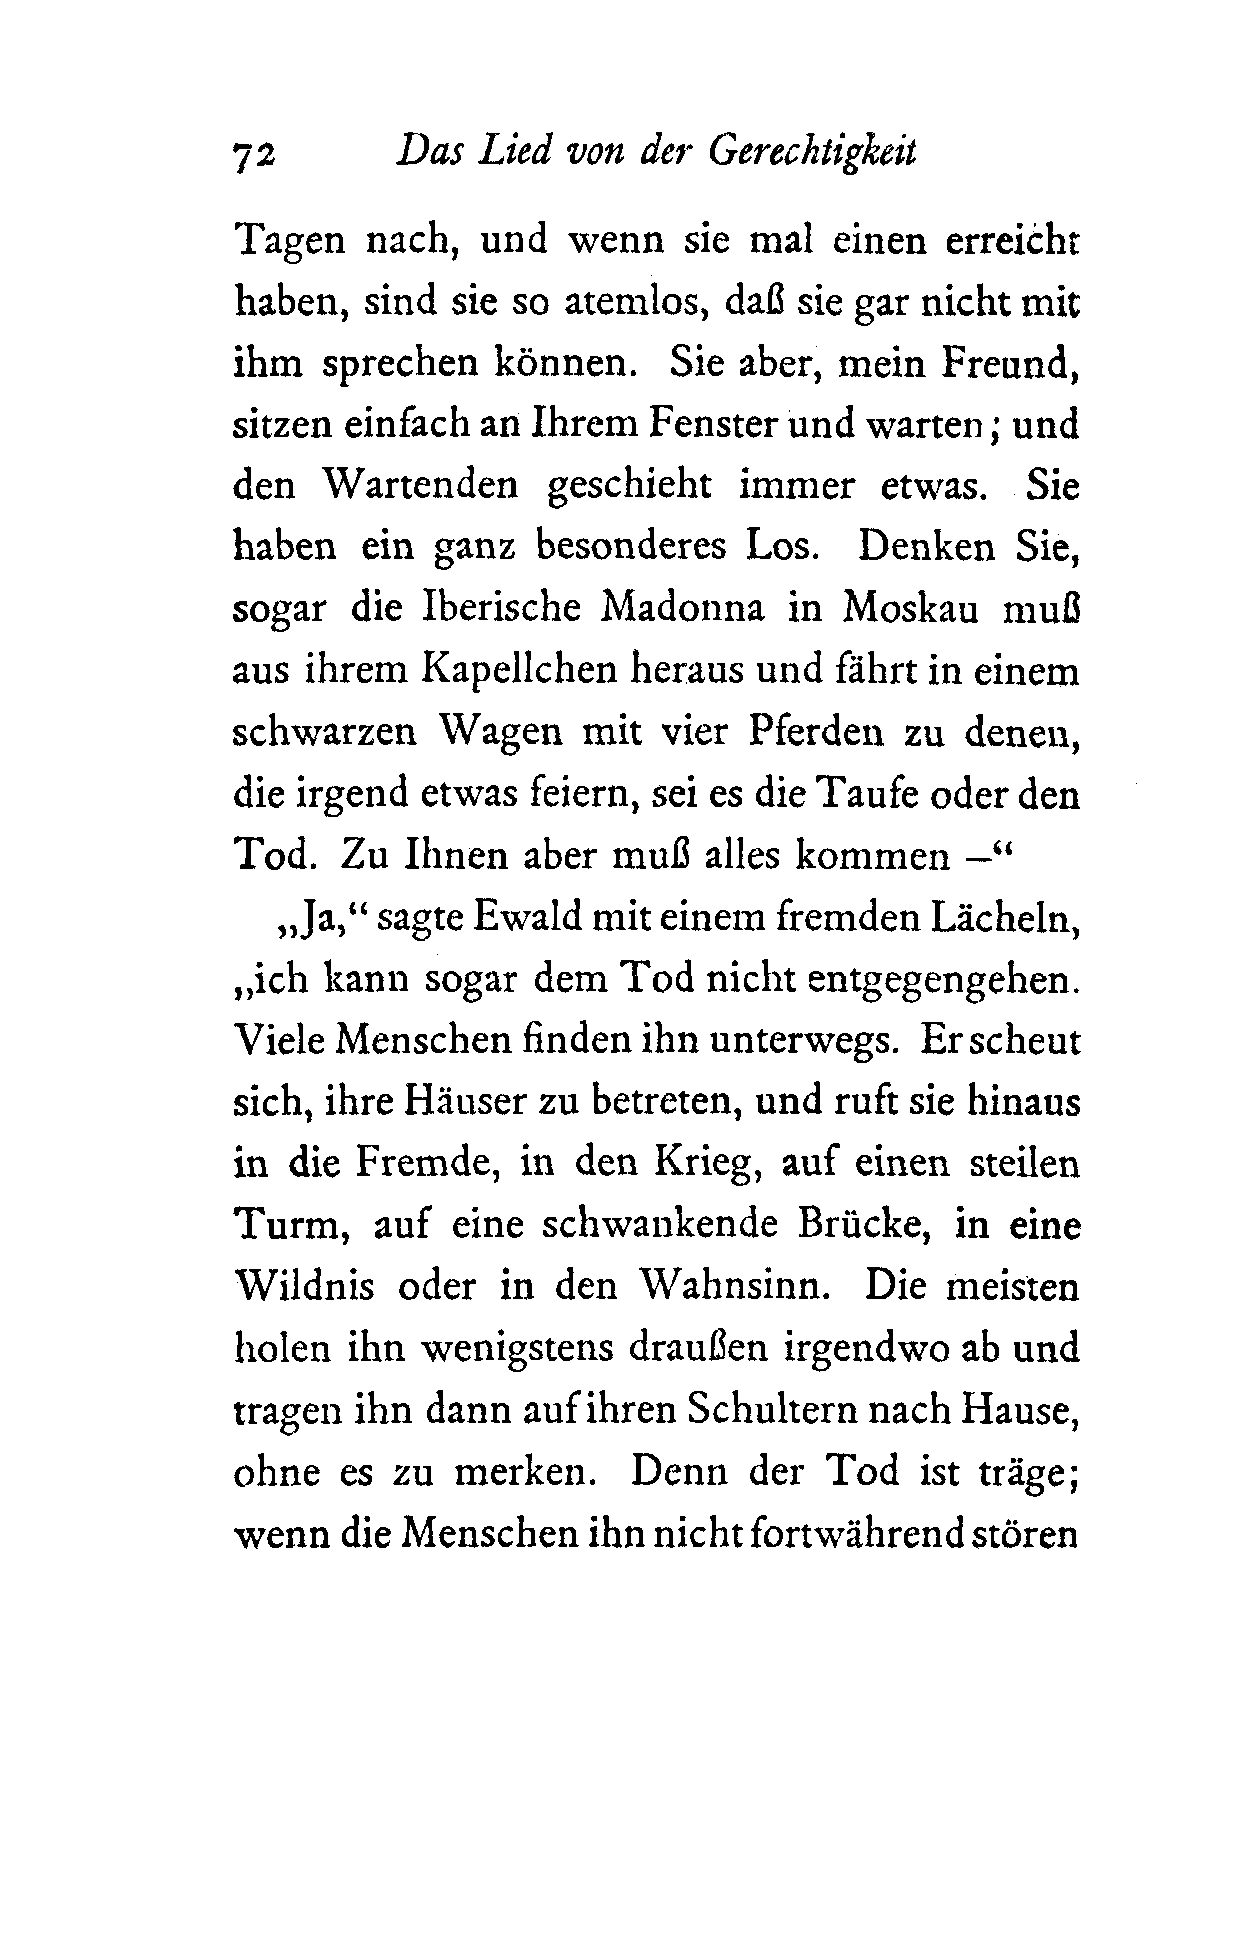 72 Das Lied von der Gerechtigkeit
Tagen nach, und wenn sie mal einen erreicht
haben, sind sie so atemlos, daß sie gar nicht mit
ihm sprechen können. Sie aber, mein Freund,
sitzen einfach an Ihrem Fenster und warten; und
den Wartenden geschieht immer etwas. Sie
haben ein ganz besonderes Los. Denken Sie,
sogar die Iberische Madonna in Moskau muß
aus ihrem Kapellchen heraus und fährt in einem
schwarzen Wagen mit vier Pferden zu denen,
die irgend etwas feiern, sei es die Taufe oder den
Tod. Zu Ihnen aber muß alles kommen –“
„Ja,“ sagte Ewald mit einem fremden Lächeln,
„ich kann sogar dem Tod nicht entgegengehen.
Viele Menschen finden ihn unterwegs. Er scheut
sich, ihre Häuser zu betreten, und ruft sie hinaus
in die Fremde, in den Krieg, auf einen steilen
Turm, auf eine schwankende Brücke, in eine
Wildnis oder in den Wahnsinn. Die meisten
holen ihn wenigstens draußen irgendwo ab und
tragen ihn dann auf ihren Schultern nach Hause,
ohne es zu merken. Denn der Tod ist träge;
wenn die Menschen ihn nicht fortwährend stören